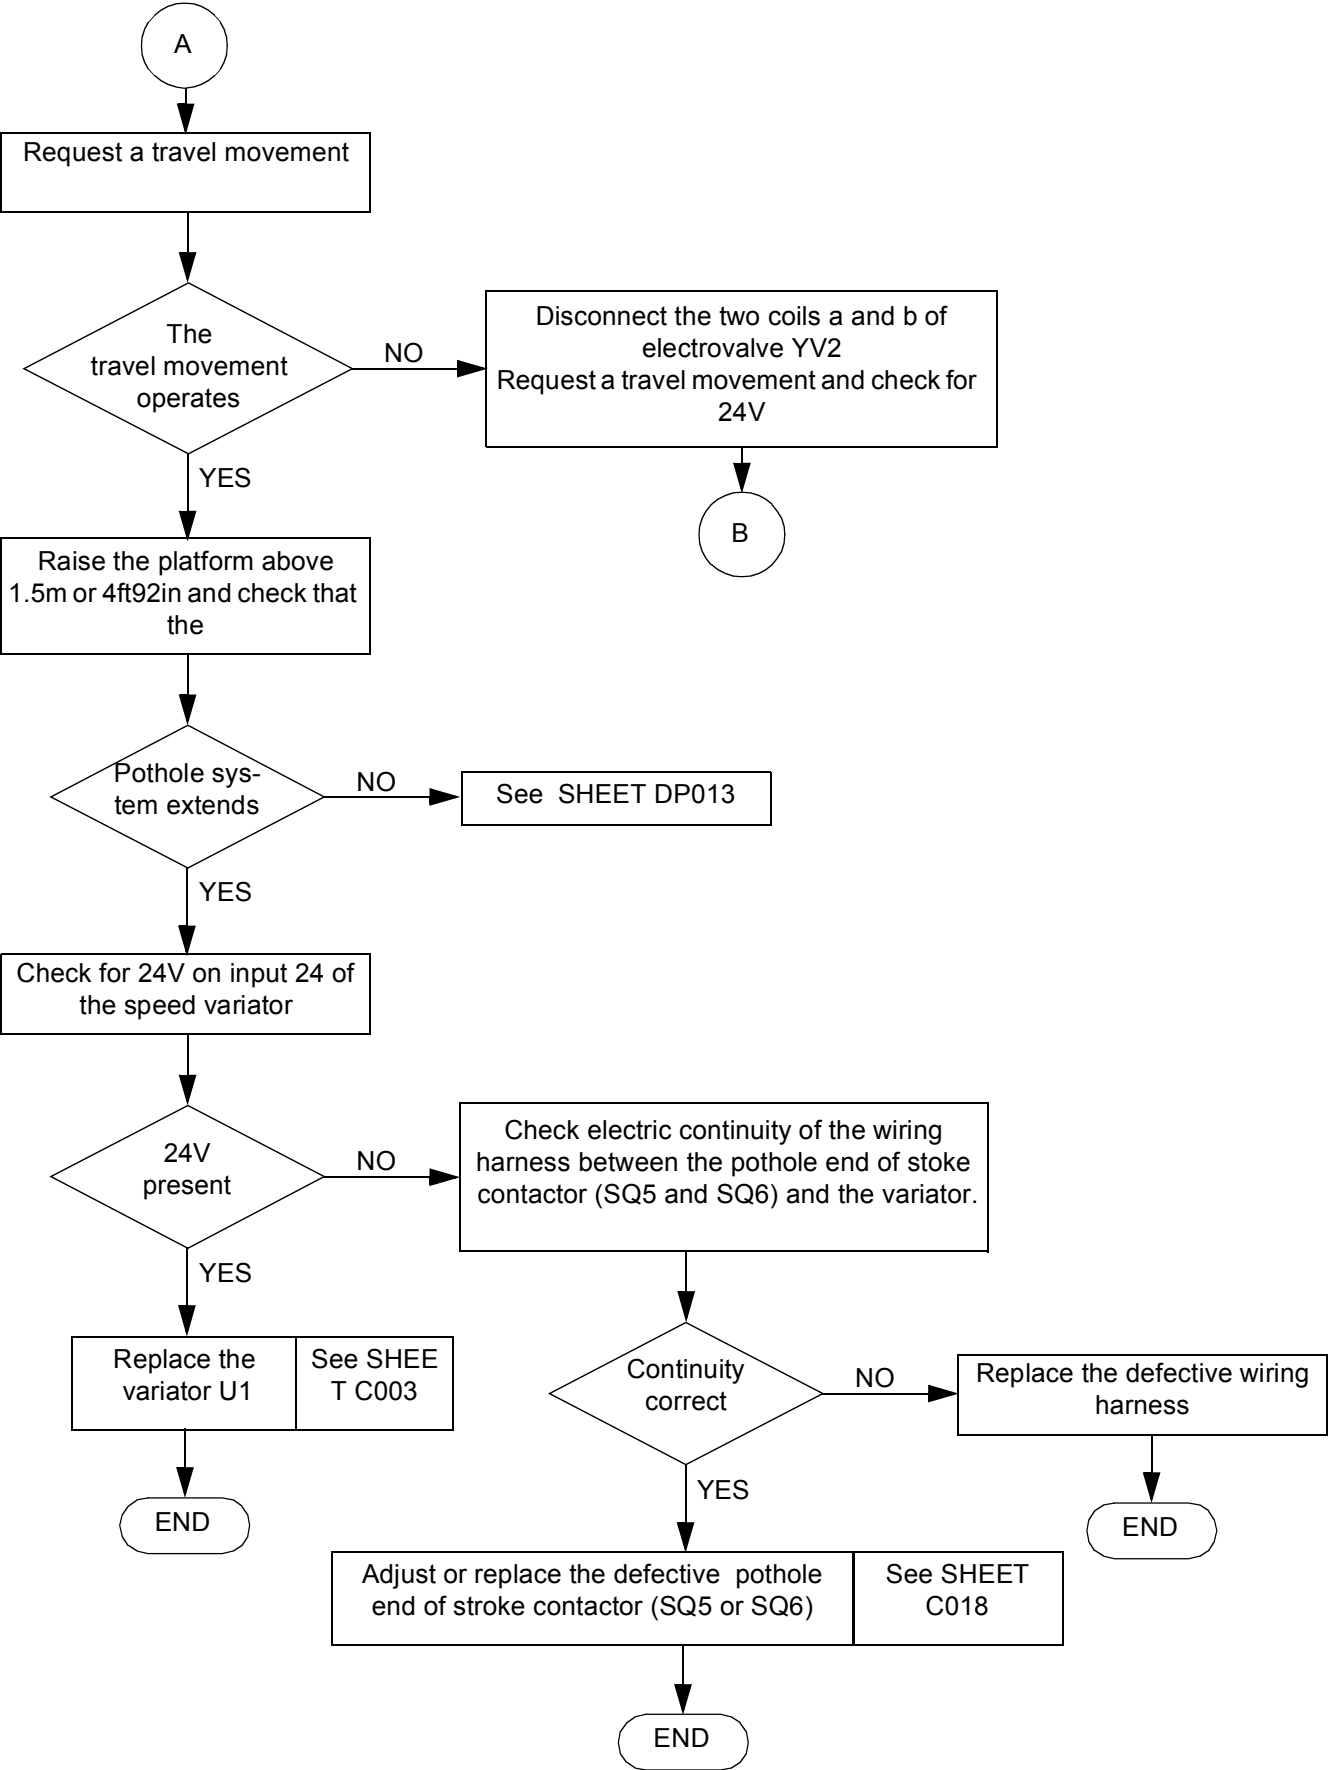 A
Request a travel movement
The
travel movement
operates
NO
Disconnect the two coils a and b of
electrovalve YV2
Request a travel movement and check for
24V
YES
B
Raise the platform above
1.5m or 4ft92in and check that
the
Pothole sys-
tem extends
NO
See SHEET DP013
YES
Check for 24V on input 24 of
the speed variator
24V
present
NO
Check electric continuity of the wiring
harness between the pothole end of stoke
contactor (SQ5 and SQ6) and the variator.
YES
Replace the
variator U1
See SHEE
T C003
END
Continuity
correct
NO
Replace the defective wiring
harness
END
YES
Adjust or replace the defective pothole
end of stroke contactor (SQ5 or SQ6)
See SHEET
C018
END